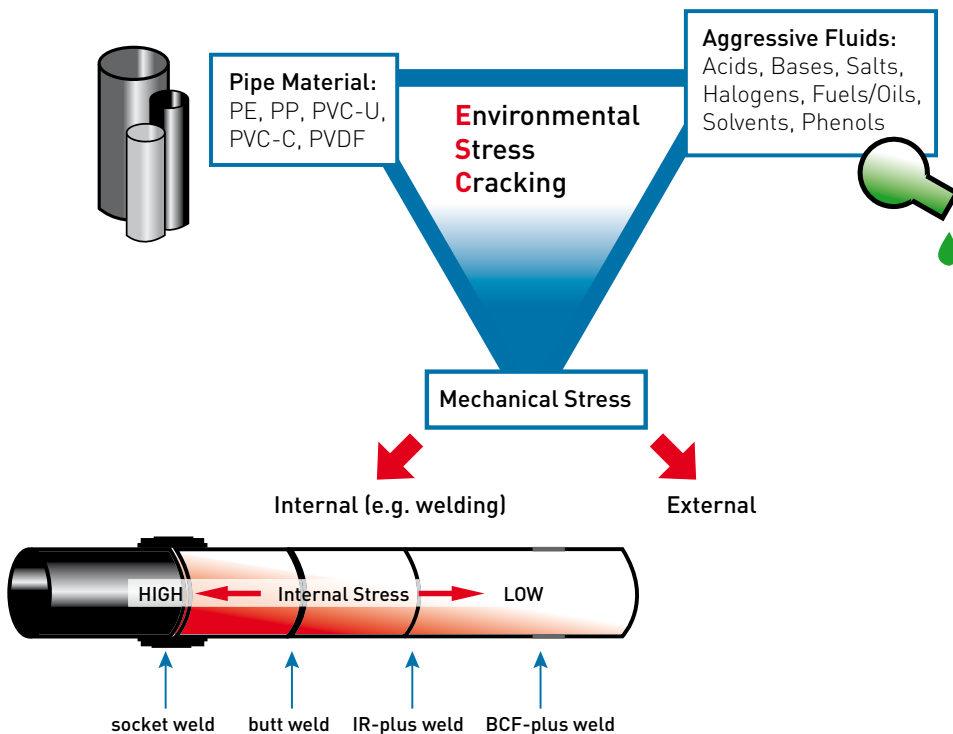 Pipe Material:
PE, PP, PVC-U,
PVC-C, PVDF
Environmental
Stress
Cracking
Aggressive Fluids:
Acids, Bases, Salts,
Halogens, Fuels/Oils,
Solvents, Phenols
Mechanical Stress
Internal (e.g. welding)
External
HIGH
Internal Stress
LOW
socket weld
butt weld
IR-plus weld
BCF-plus weld